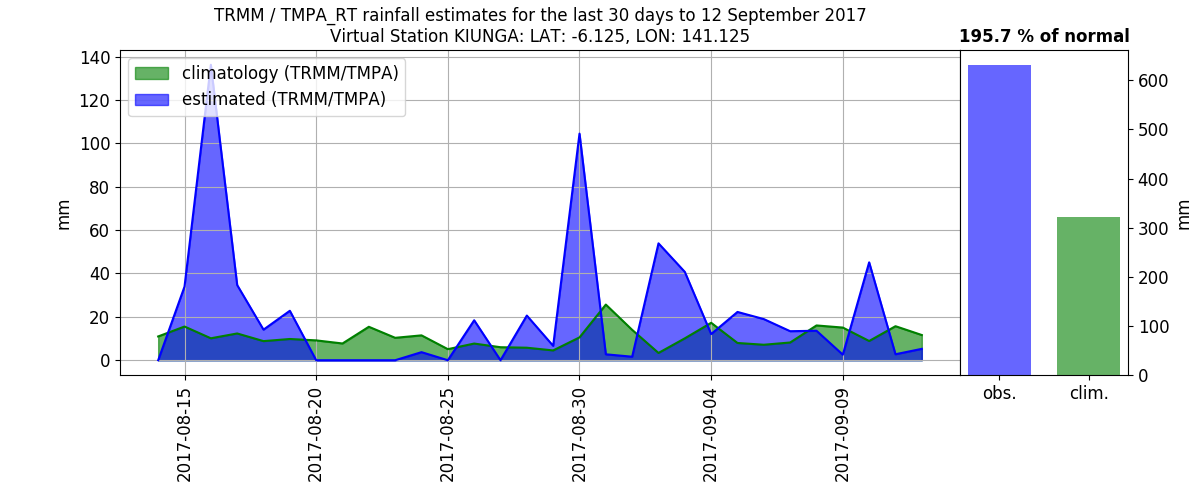 TRMM / TMPA_RT rainfall estimates for the last 30 days to 12 September 2017
Virtual Station KIUNGA: LAT: -6.125, LON: 141.125
195.7 % of normal
climatology (TRMM/TMPA)
estimated (TRMM/TMPA)
mm
140
120
100
80
60
40
20
0
2017-08-15
2017-08-20
2017-08-25
2017-08-30
2017-09-04
2017-09-09
600
500
400
300
200
100
0
mm
obs.
clim.